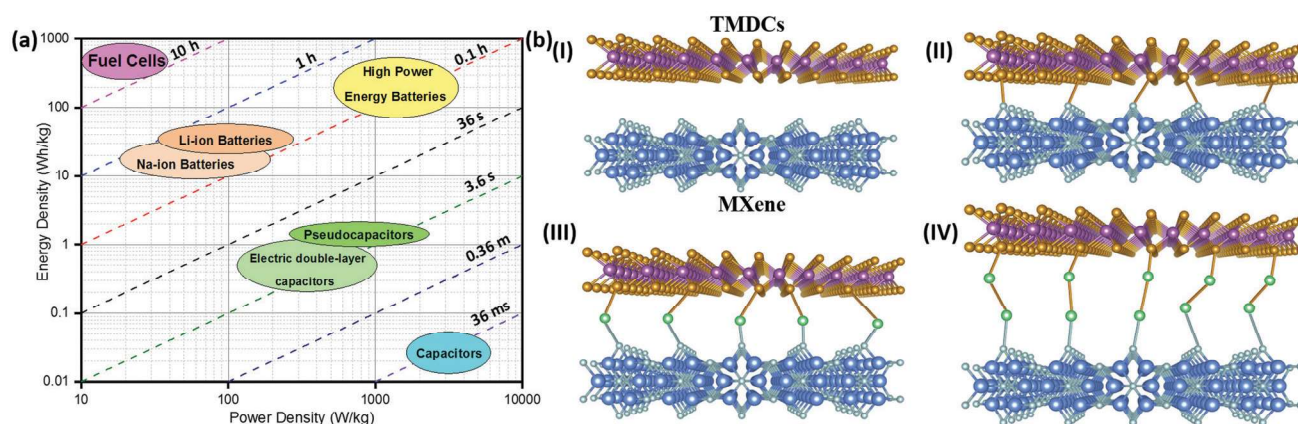 (a)
1000
100
10
1
0.1
0.01
Energy Density (Wh/kg)
10
100
1000
10000
Power Density (W/kg)
Fuel Cells
10 h
1 h
0.1 h
High Power
Energy Batteries
36 s
Li-ion Batteries
Na-ion Batteries
3.6 s
Pseudocapacitors
Electric double-layer
capacitors
0.36 m
36 ms
Capacitors
(b)
(I)
TMDCs
MXene
(II)
(III)
(IV)